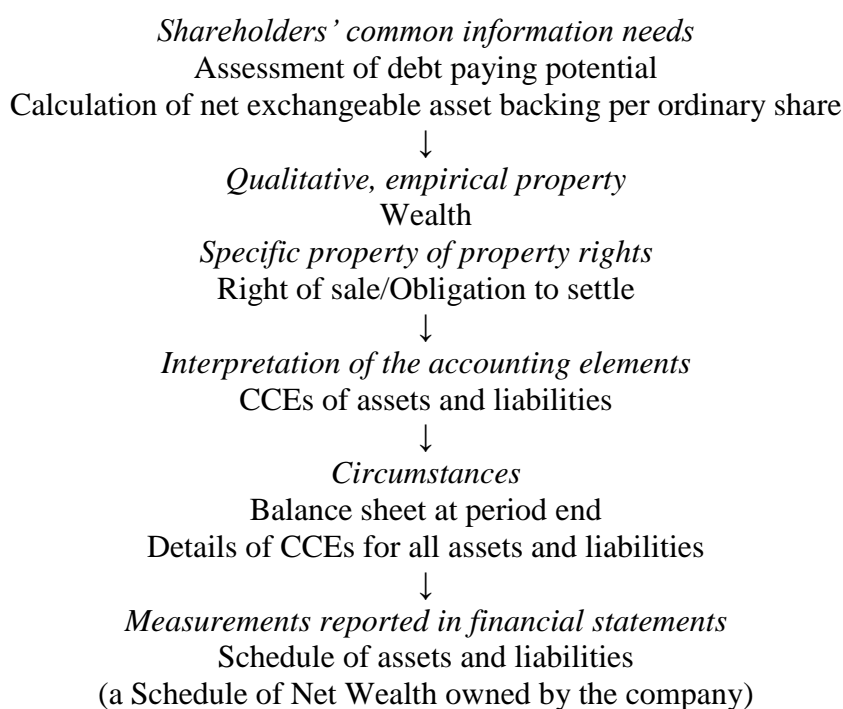 Shareholders’ common information needs
Assessment of debt paying potential
Calculation of net exchangeable asset backing per ordinary share
↓
Qualitative, empirical property
Wealth
Specific property of property rights
Right of sale/Obligation to settle
↓
Interpretation of the accounting elements
CCEs of assets and liabilities
↓
Circumstances
Balance sheet at period end
Details of CCEs for all assets and liabilities
↓
Measurements reported in financial statements
Schedule of assets and liabilities
(a Schedule of Net Wealth owned by the company)